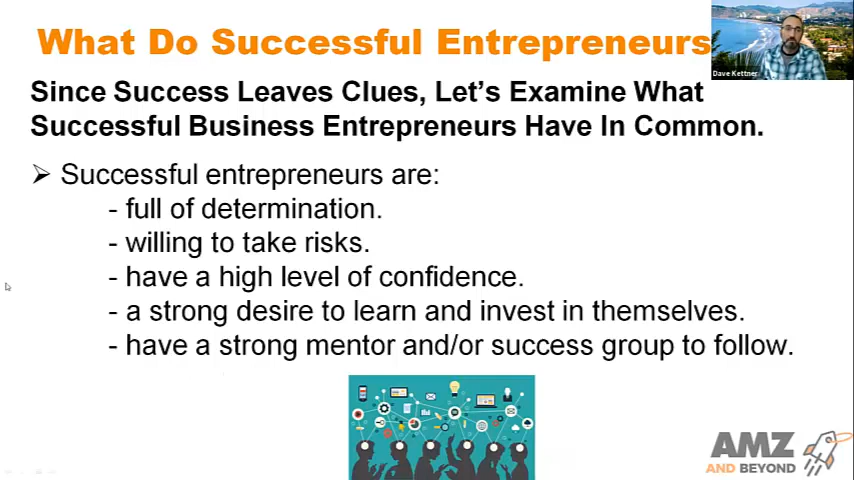 What Do Successful Entrepreneurs
Dave Kettner
Since Success Leaves Clues, Let's Examine What
Successful Business Entrepreneurs Have In Common.
➢ Successful entrepreneurs are:
- full of determination.
- willing to take risks.
- have a high level of confidence.
- a strong desire to learn and invest in themselves.
- have a strong mentor and/or success group to follow.
AMZ
AND BEYOND